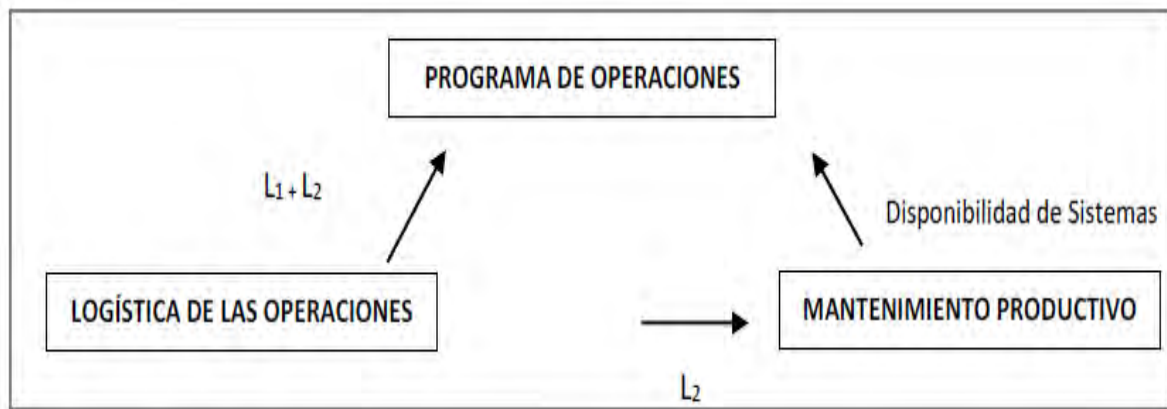 PROGRAMA DE OPERACIONES
L₁ + L₂
Disponibilidad de Sistemas
LOGÍSTICA DE LAS OPERACIONES
MANTENIMIENTO PRODUCTIVO
L₂